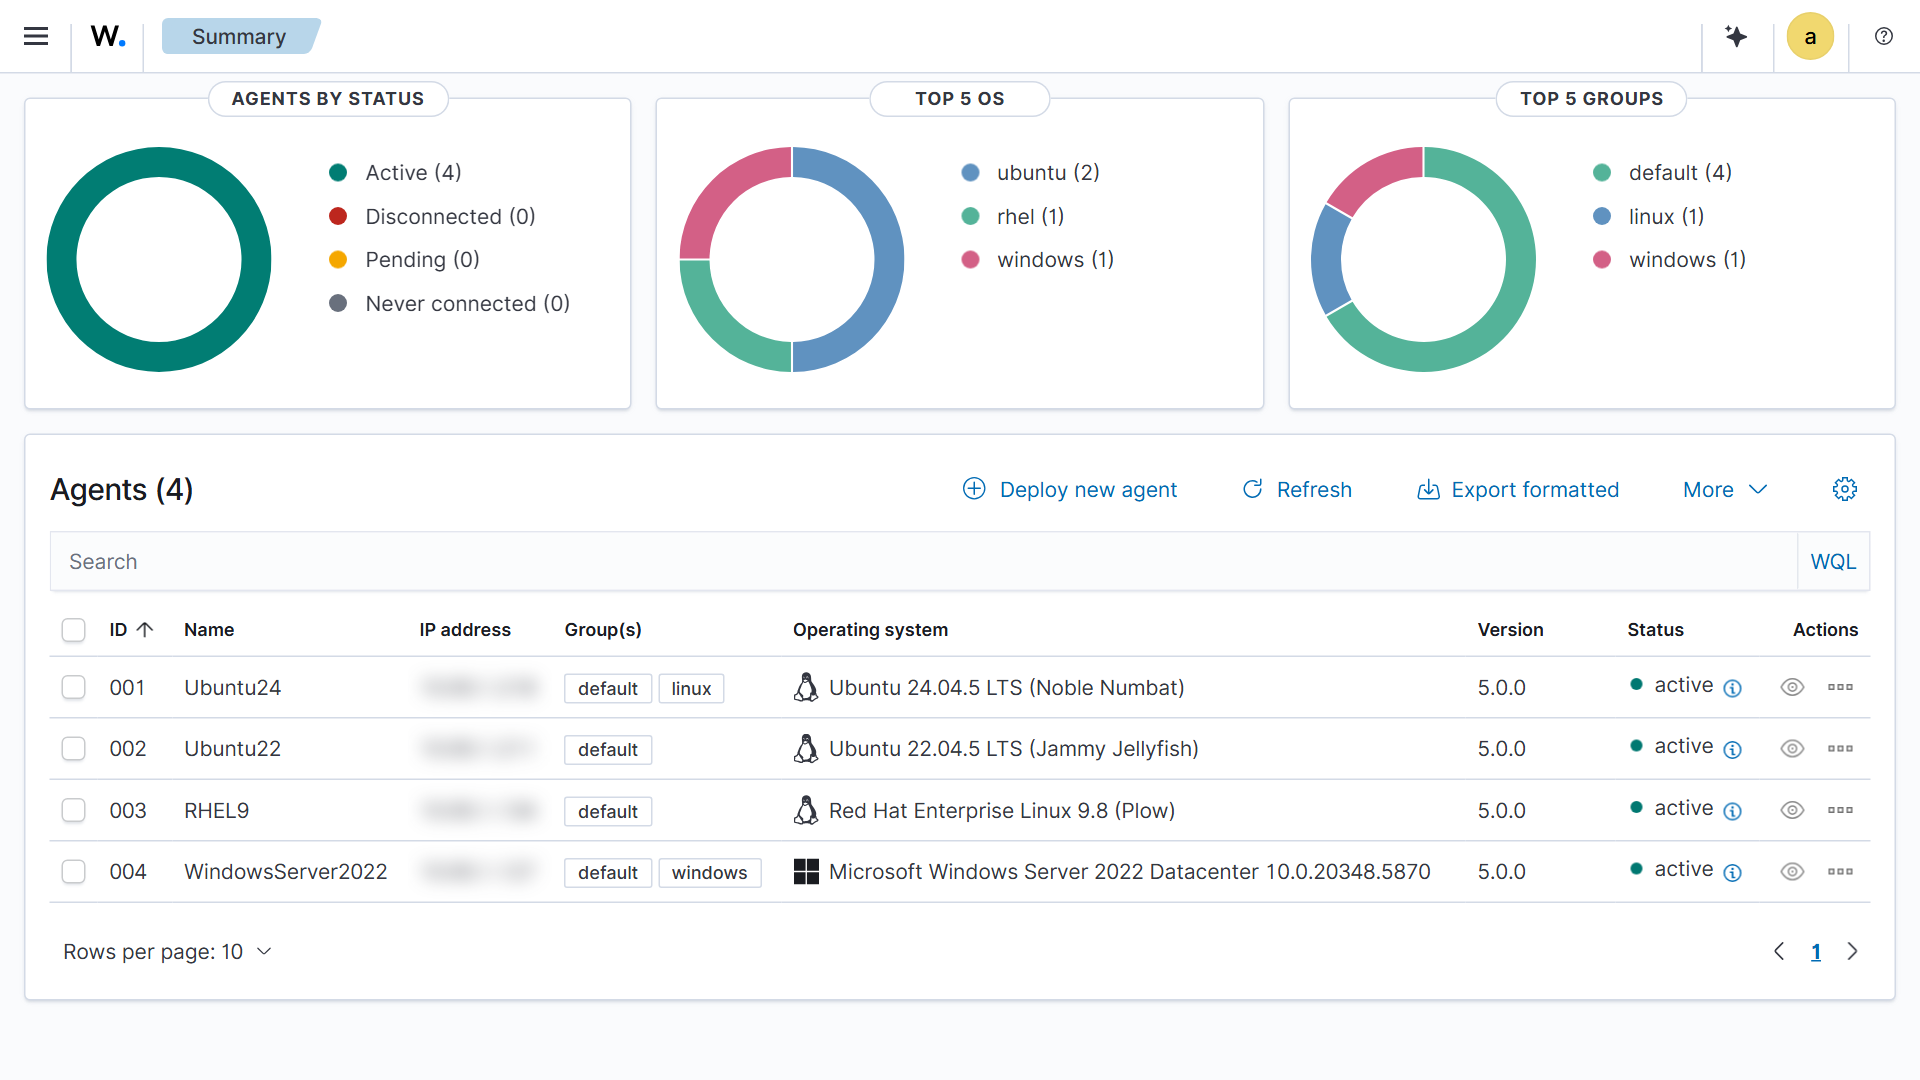 W.
Summary
a
AGENTS BY STATUS
Active (4)
Disconnected (0)
Pending (0)
Never connected (0)
TOP 5 OS
ubuntu (2)
rhel (1)
windows (1)
TOP 5 GROUPS
default (4)
linux (1)
windows (1)
Agents (4)
Deploy new agent
Refresh
Export formatted
More
Search
WQL
ID Name IP address Group(s) Operating system Version Status Actions
001 Ubuntu24 default linux Ubuntu 24.04.5 LTS (Noble Numbat) 5.0.0 active
002 Ubuntu22 default Ubuntu 22.04.5 LTS (Jammy Jellyfish) 5.0.0 active
003 RHEL9 default Red Hat Enterprise Linux 9.8 (Plow) 5.0.0 active
004 WindowsServer2022 default windows Microsoft Windows Server 2022 Datacenter 10.0.20348.5870 5.0.0 active
Rows per page: 10
1